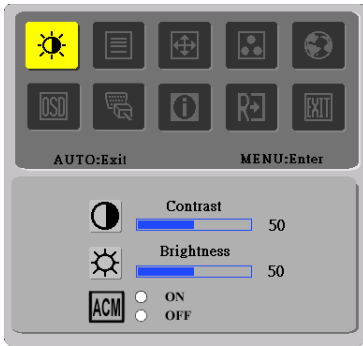 OSD
i
R
EXIT
AUTO:Exit MENU:Enter
Contrast
50
Brightness
50
ACM ON
OFF